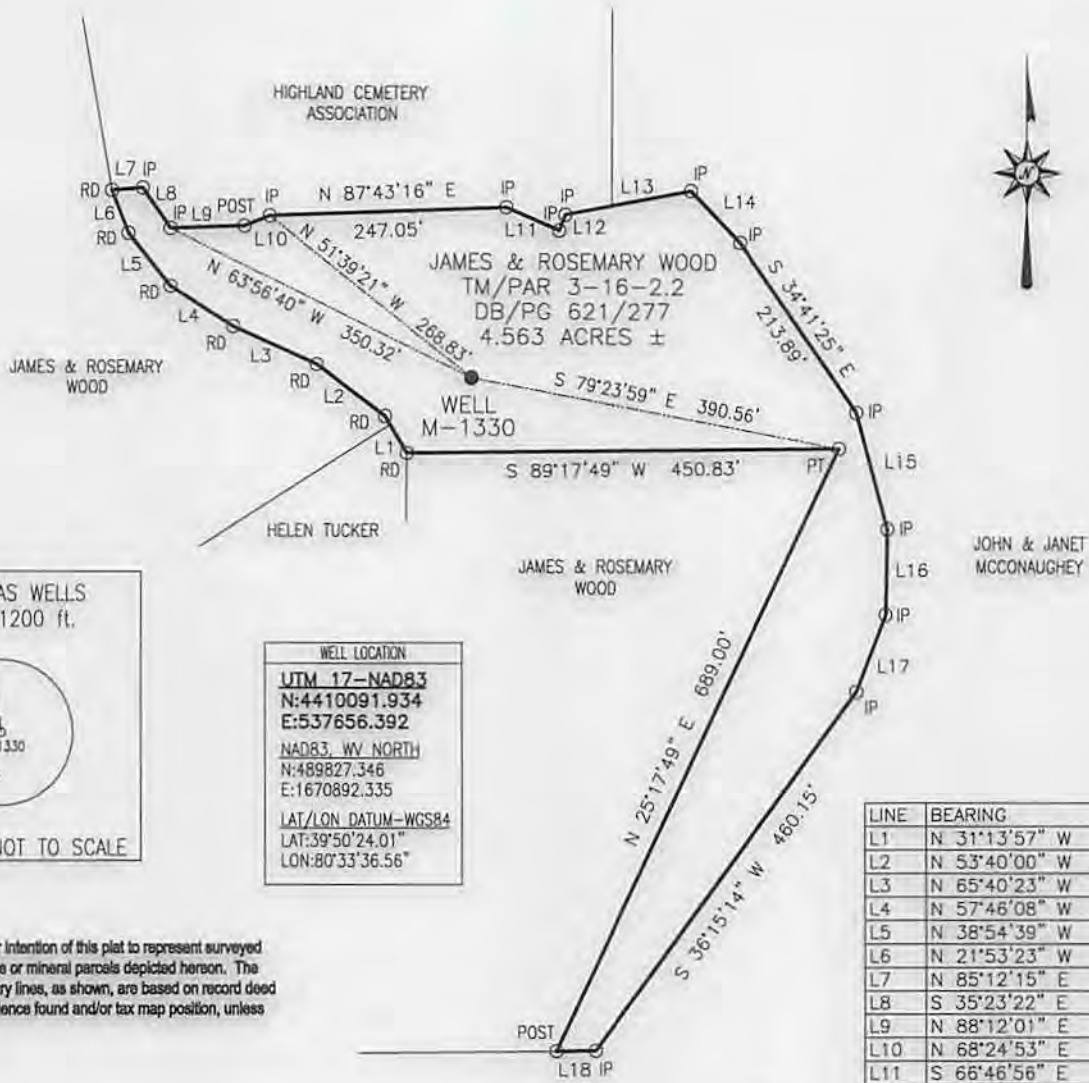 HIGHLAND CEMETERY
ASSOCIATION
L7 IP
RD
L8
L6
RD
IP L9 POST IP
L10
N 87°43'16" E
247.05'
IP
L11
IP IP
L12
L13
IP
L14
IP
L5
RD
L4
RD
L3
RD
L2
RD
L1
RD
N 51°39'21" W 268.83'
N 63°56'40" W 350.32'
JAMES & ROSEMARY WOOD
TM/PAR 3-16-2.2
DB/PG 621/277
4.563 ACRES ±
S 34°41'25" E
213.89'
IP
JAMES & ROSEMARY
WOOD
WELL
M-1330
S 79°23'59" E 390.56'
PT
S 89°17'49" W 450.83'
L15
IP
L16
IP
L17
IP
HELEN TUCKER
JAMES & ROSEMARY
WOOD
JOHN & JANET
MCCONAUGHEY
N
AS WELLS
1200 ft.
1330
NOT TO SCALE
WELL LOCATION
UTM 17-NAD83
N:4410091.934
E:537656.392
NAD83, WV NORTH
N:489827.346
E:1670892.335
LAT/LON DATUM-WGS84
LAT:39°50'24.01"
LON:80°33'36.56"
N 25°17'49" E 689.00'
S 36°15'14" W 460.15'
POST
L18 IP
r intention of this plat to represent surveyed
e or mineral parcels depicted hereon. The
ry lines, as shown, are based on record deed
ence found and/or tax map position, unless
LINE BEARING
L1 N 31°13'57" W
L2 N 53°40'00" W
L3 N 65°40'23" W
L4 N 57°46'08" W
L5 N 38°54'39" W
L6 N 21°53'23" W
L7 N 85°12'15" E
L8 S 35°23'22" E
L9 N 88°12'01" E
L10 N 68°24'53" E
L11 S 66°46'56" E